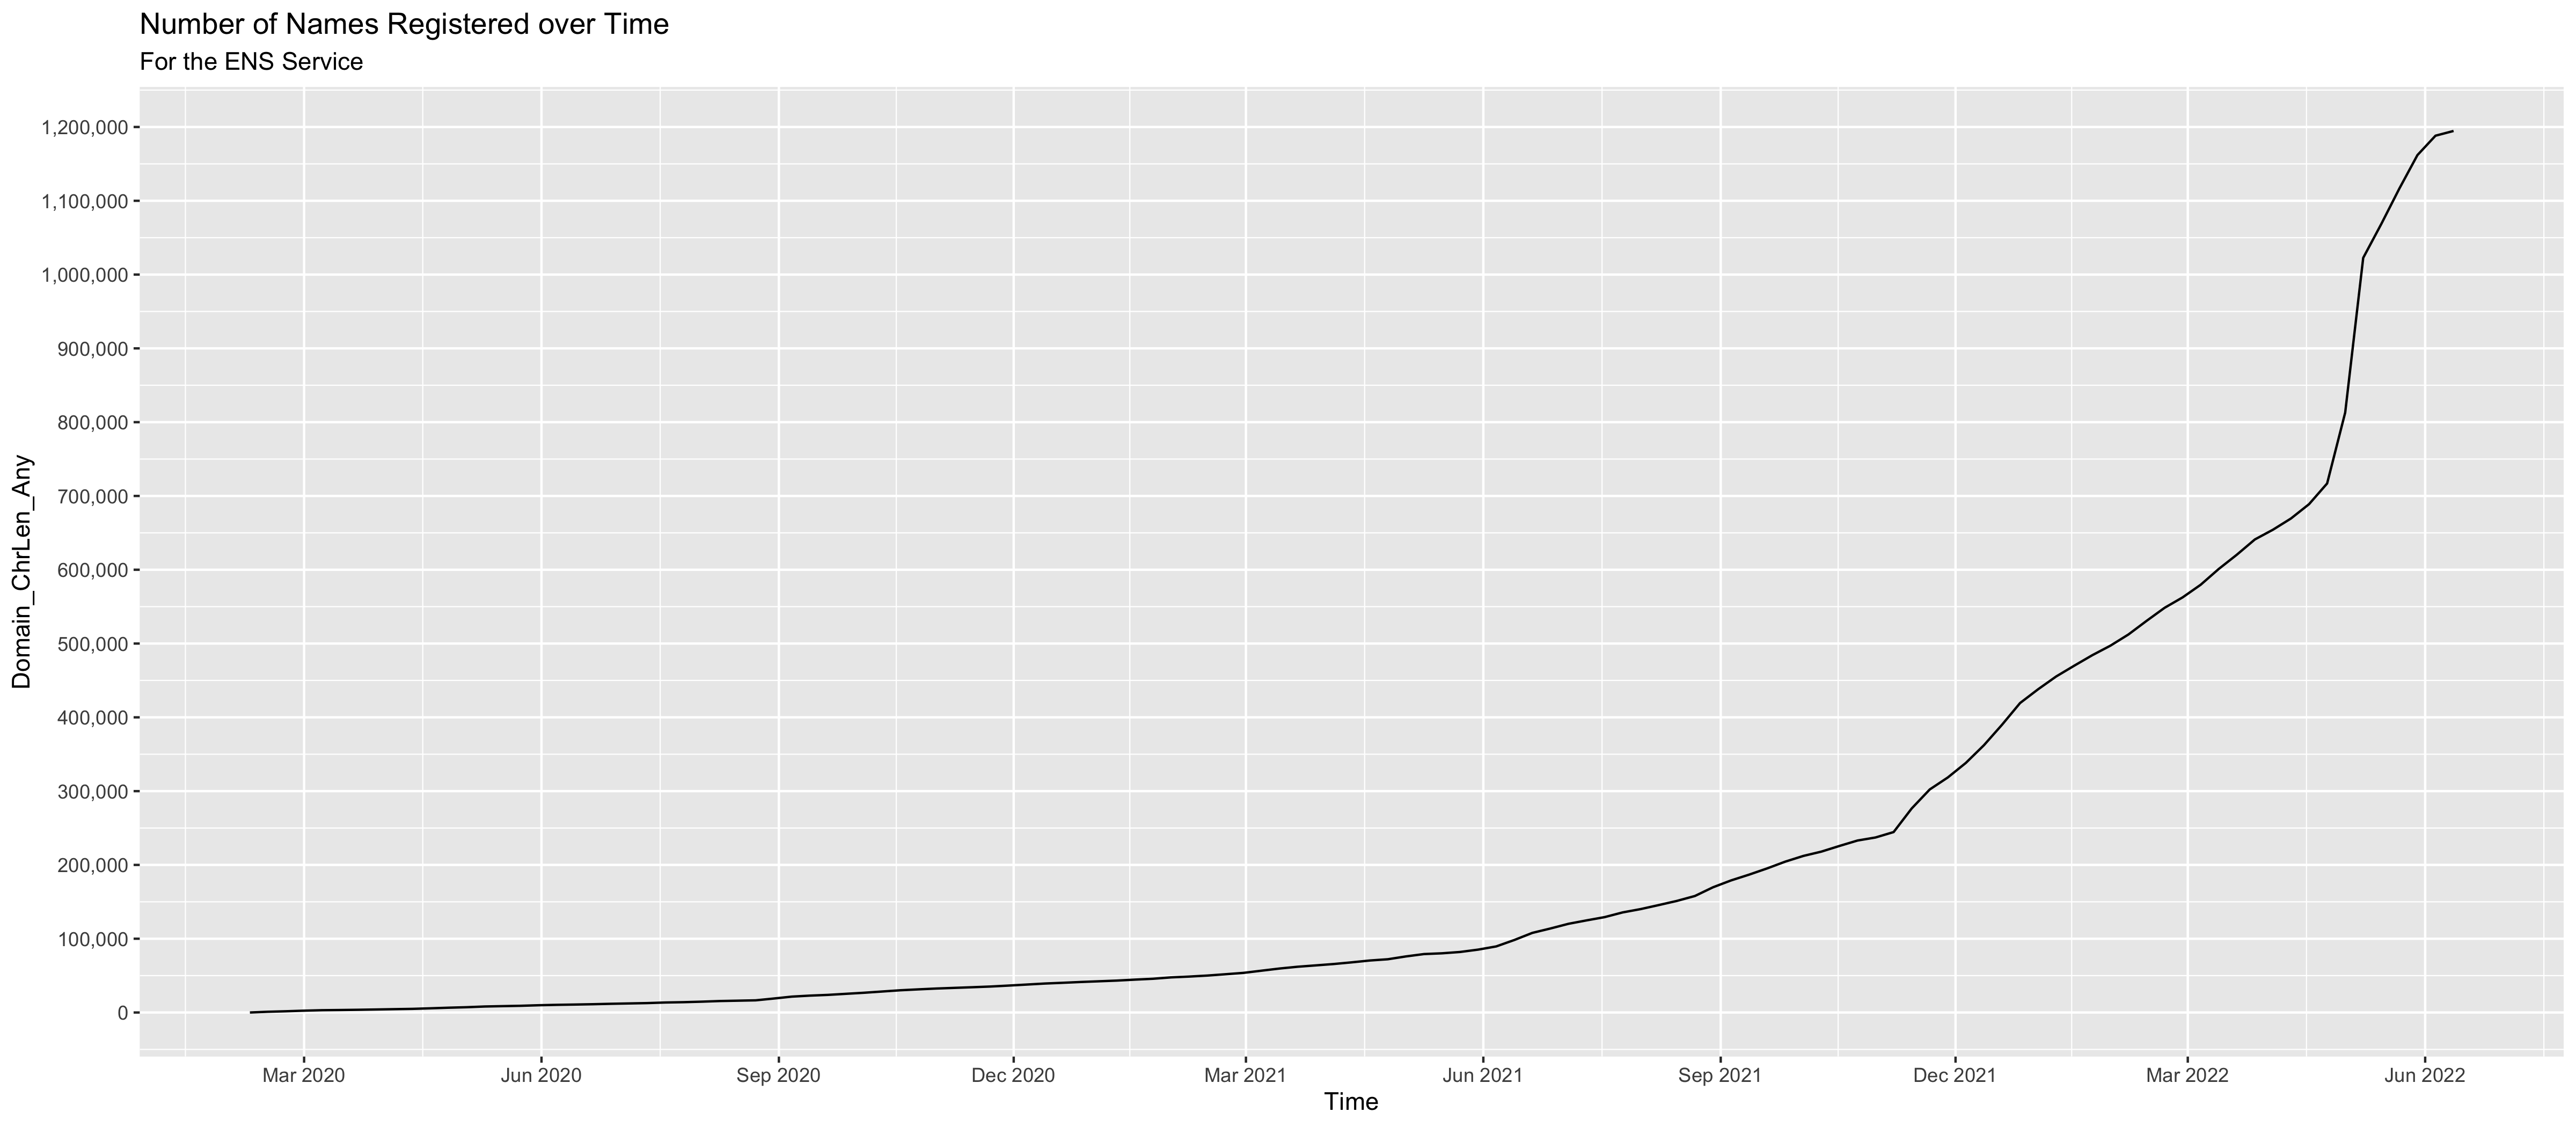 Number of Names Registered over Time
For the ENS Service
Domain_ChrLen_Any
1,200,000
1,100,000
1,000,000
900,000
800,000
700,000
600,000
500,000
400,000
300,000
200,000
100,000
0
Mar 2020 Jun 2020 Sep 2020 Dec 2020 Mar 2021 Jun 2021 Sep 2021 Dec 2021 Mar 2022 Jun 2022
Time